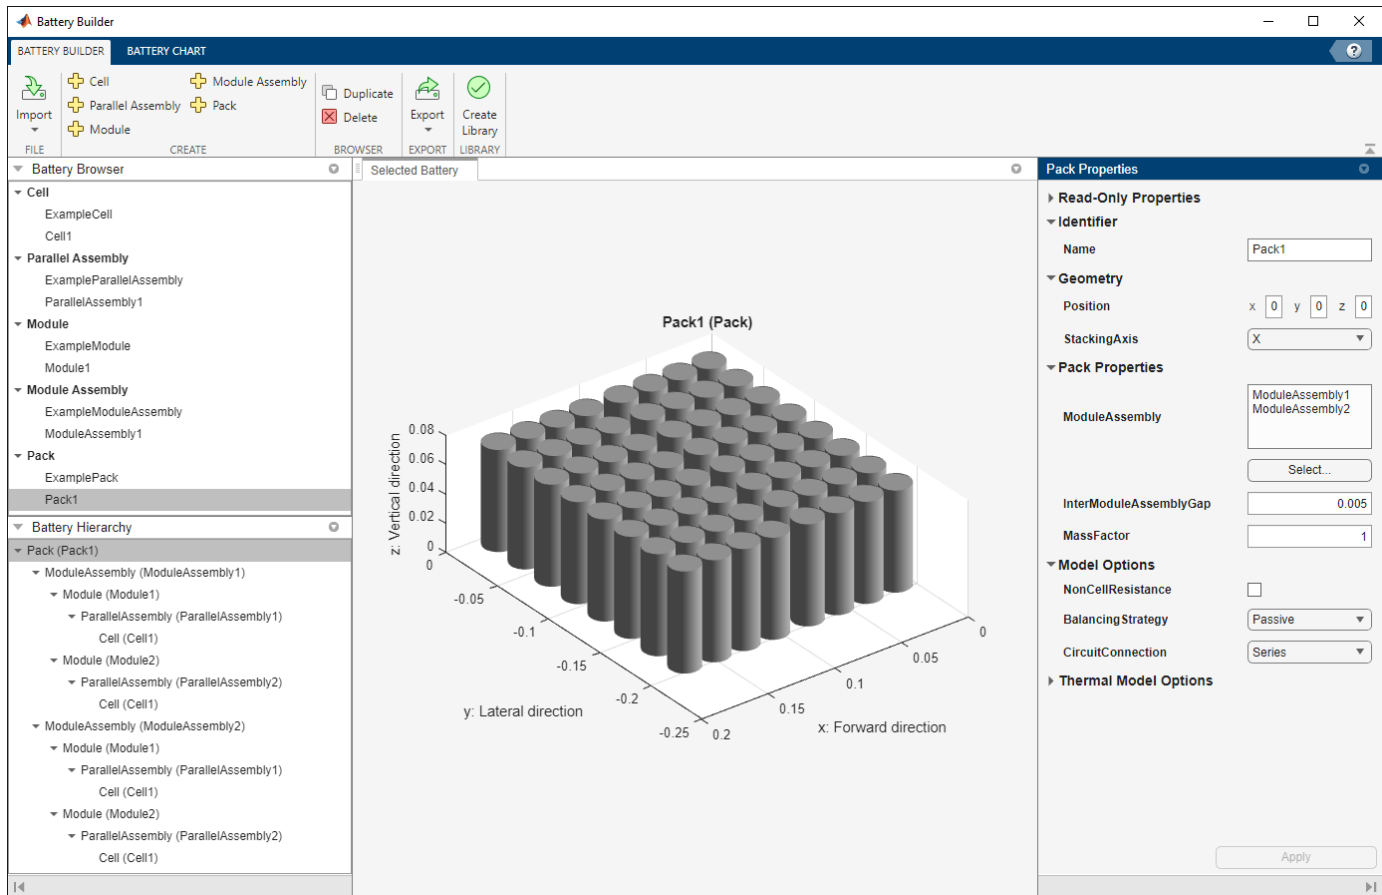 Battery Builder
BATTERY BUILDER
BATTERY CHART
?
Import
Cell
Parallel Assembly
Module
Module Assembly
Pack
Duplicate
Delete
Export
Create
Library
FILE
CREATE
BROWSER
EXPORT
LIBRARY
Battery Browser
Cell
ExampleCell
Cell1
Parallel Assembly
ExampleParallelAssembly
ParallelAssembly1
Module
ExampleModule
Module1
Module Assembly
ExampleModuleAssembly
ModuleAssembly1
Pack
ExamplePack
Pack1
Battery Hierarchy
Pack (Pack1)
ModuleAssembly (ModuleAssembly1)
Module (Module1)
ParallelAssembly (ParallelAssembly1)
Cell (Cell1)
Module (Module2)
ParallelAssembly (ParallelAssembly2)
Cell (Cell1)
ModuleAssembly (ModuleAssembly2)
Module (Module1)
ParallelAssembly (ParallelAssembly1)
Cell (Cell1)
Module (Module2)
ParallelAssembly (ParallelAssembly2)
Cell (Cell1)
Selected Battery
Pack1 (Pack)
z: Vertical direction
0.08
0.06
0.04
0.02
0
0
-0.05
-0.1
-0.15
-0.2
-0.25
y: Lateral direction
0.2
0.15
0.1
0.05
0
x: Forward direction
Pack Properties
Read-Only Properties
Identifier
Name Pack1
Geometry
Position x 0 y 0 z 0
StackingAxis X
Pack Properties
ModuleAssembly
ModuleAssembly1
ModuleAssembly2
Select...
InterModuleAssemblyGap 0.005
MassFactor 1
Model Options
NonCellResistance
BalancingStrategy Passive
CircuitConnection Series
Thermal Model Options
Apply